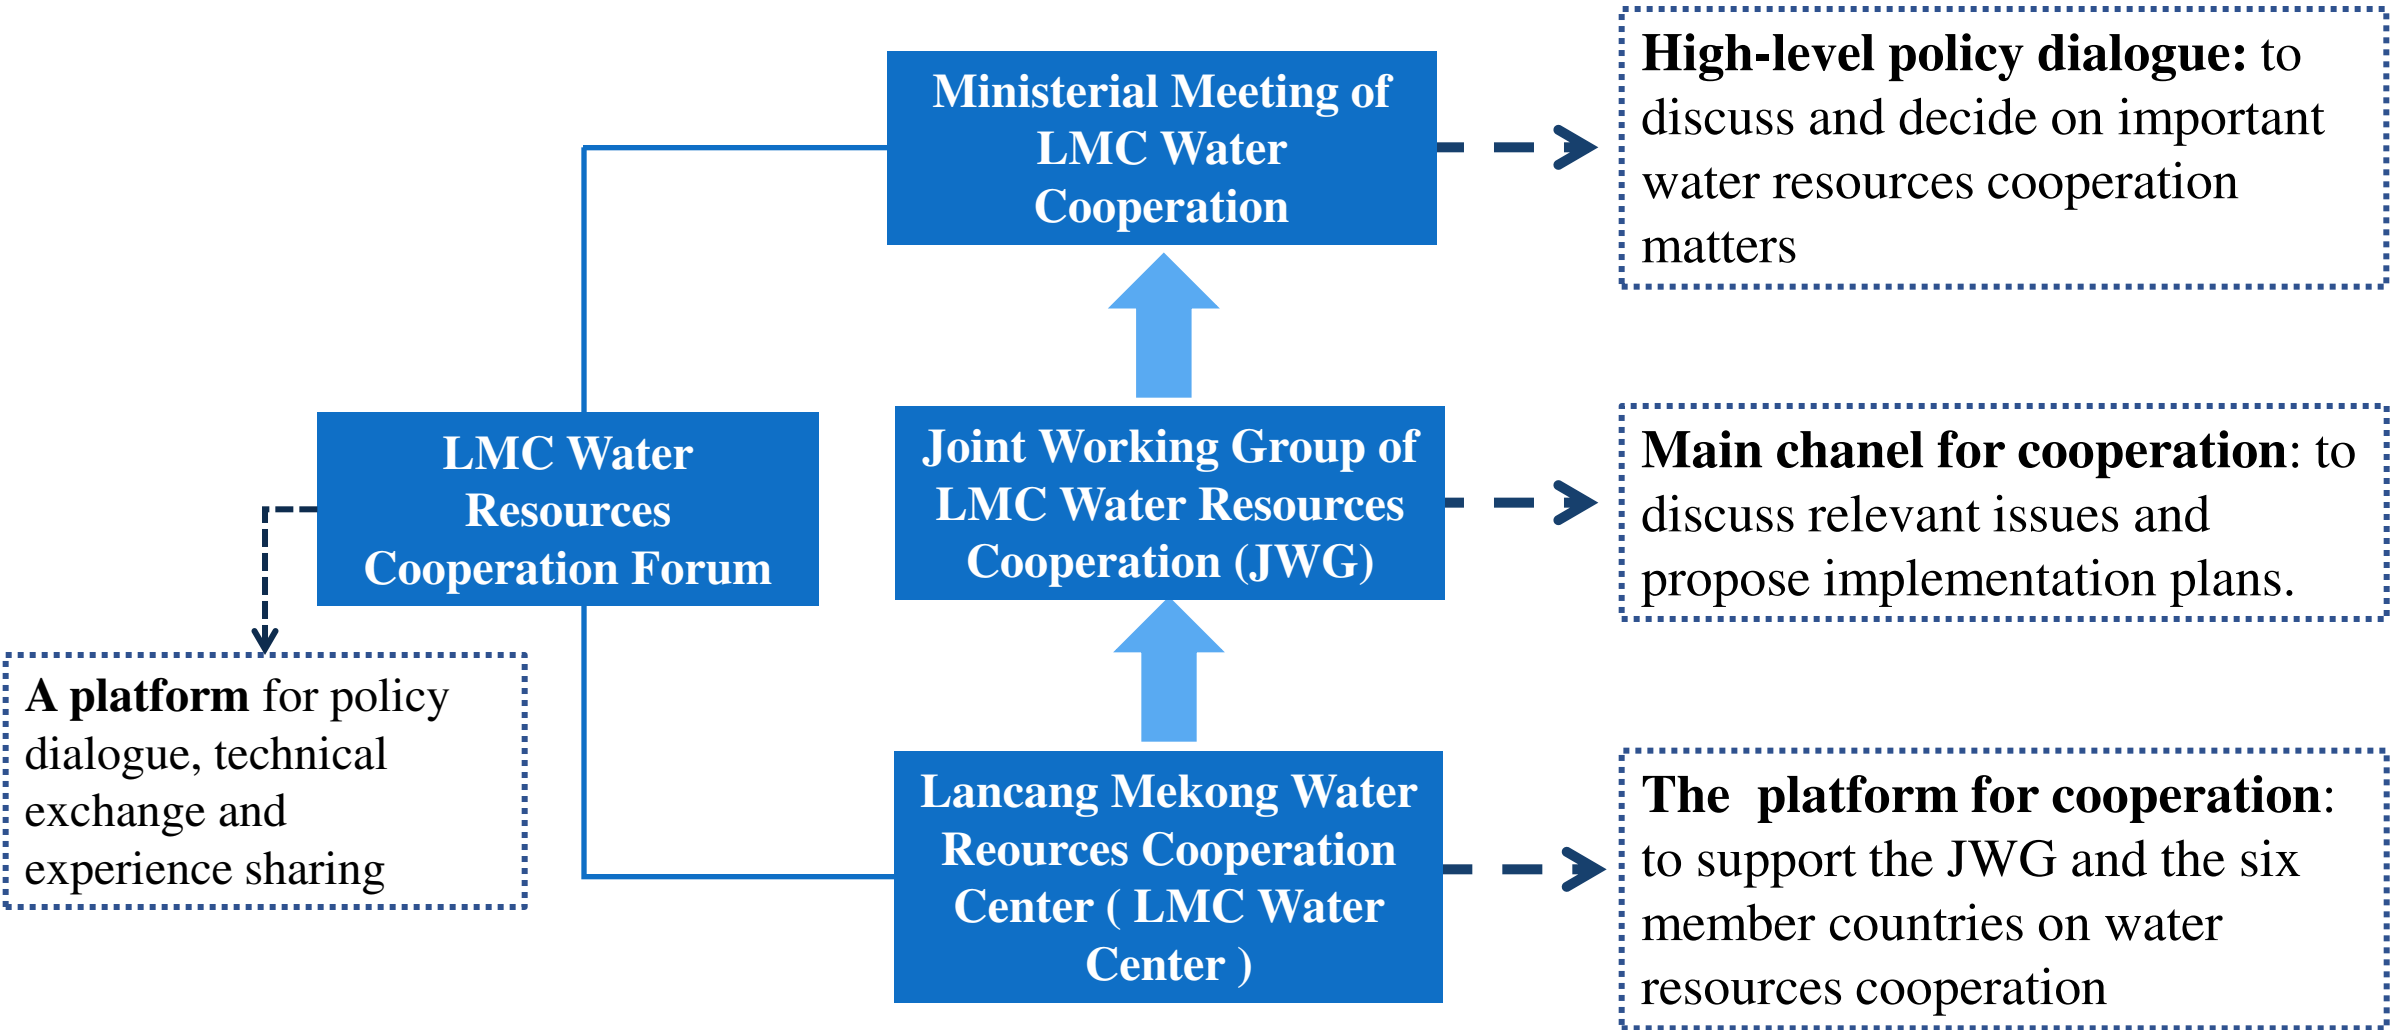 Ministerial Meeting of
LMC Water
Cooperation
High-level policy dialogue: to
discuss and decide on important
water resources cooperation
matters
LMC Water
Resources
Cooperation Forum
Joint Working Group of
LMC Water Resources
Cooperation (JWG)
Main chanel for cooperation: to
discuss relevant issues and
propose implementation plans.
A platform for policy
dialogue, technical
exchange and
experience sharing
Lancang Mekong Water
Reources Cooperation
Center ( LMC Water
Center )
The  platform for cooperation:
to support the JWG and the six
member countries on water
resources cooperation